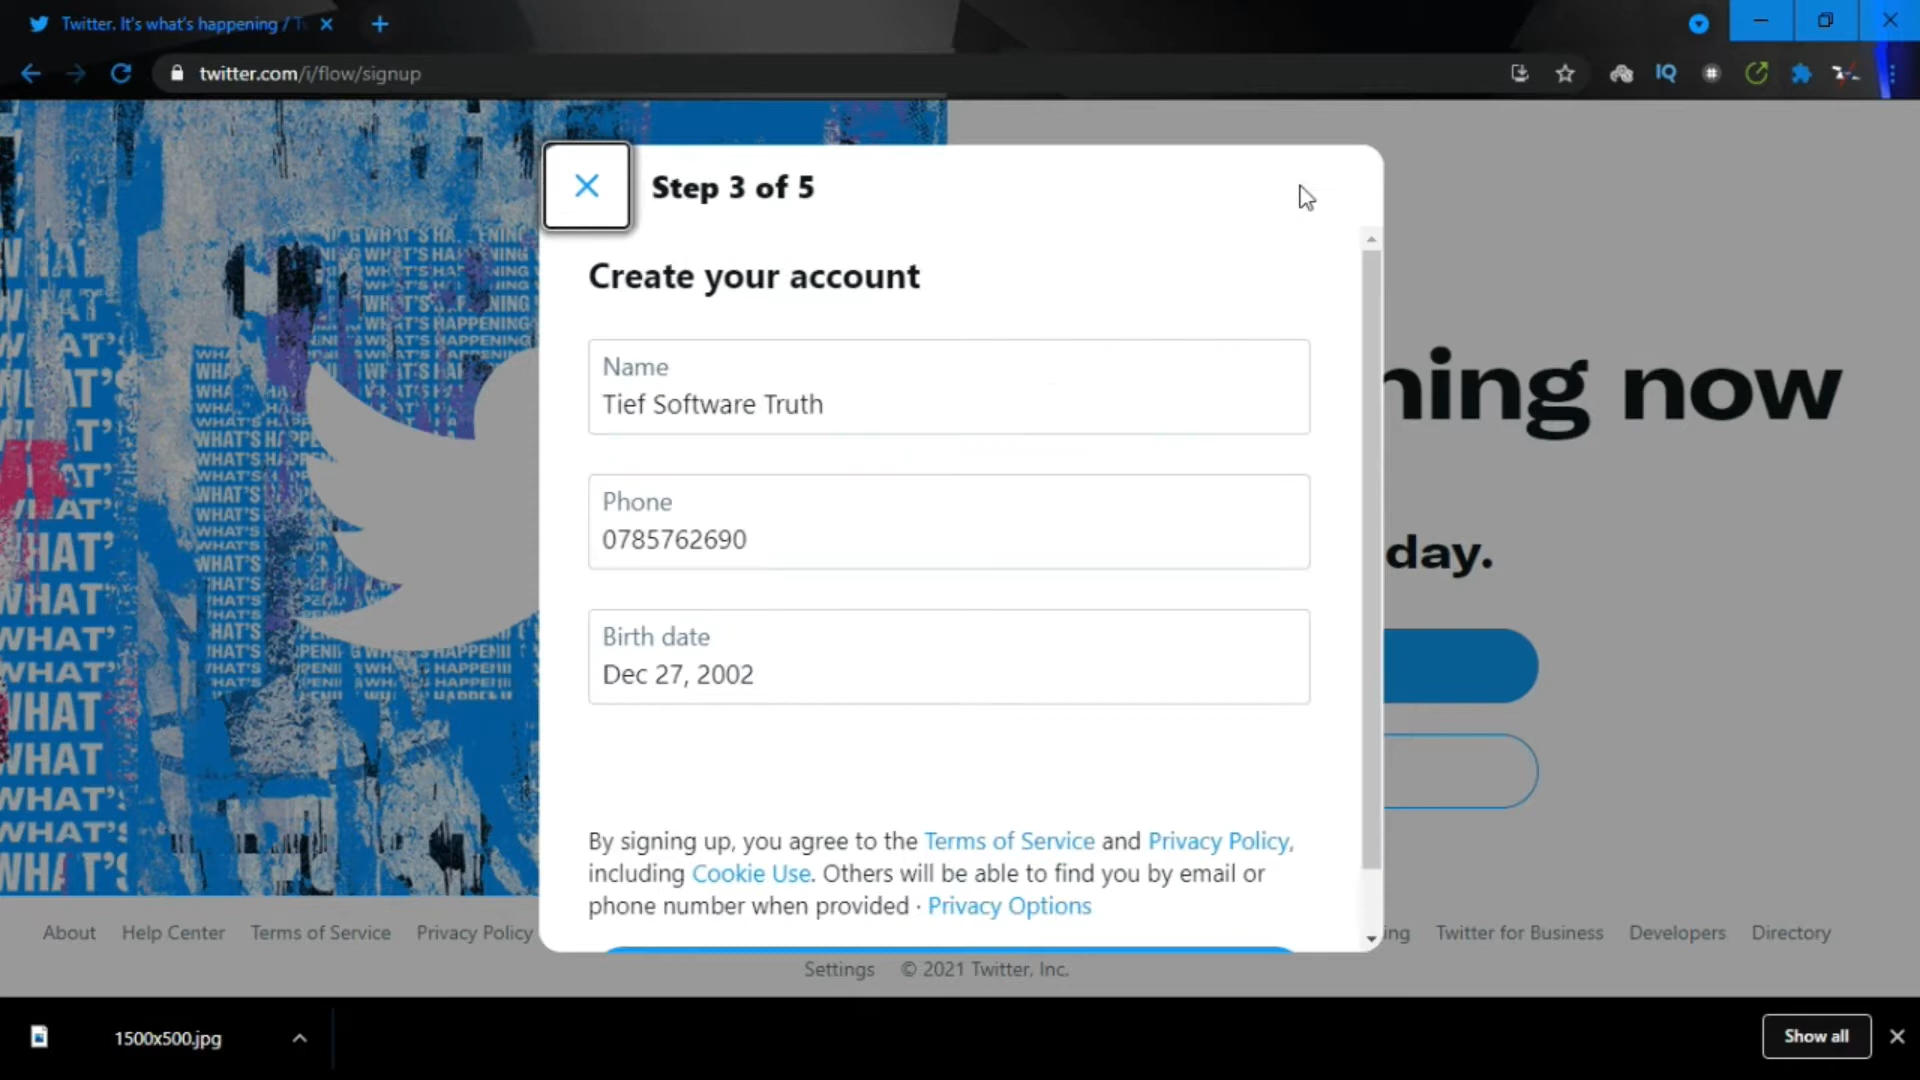 Twitter. It's what's happening / T
twitter.com/i/flow/signup
IQ
Step 3 of 5
Create your account
Name
Tief Software Truth
Phone
0785762690
Birth date
Dec 27, 2002
By signing up, you agree to the Terms of Service and Privacy Policy,
including Cookie Use. Others will be able to find you by email or
phone number when provided · Privacy Options
ning now
day.
About Help Center Terms of Service Privacy Policy
ing Twitter for Business Developers Directory
Settings © 2021 Twitter, Inc.
1500x500.jpg
Show all